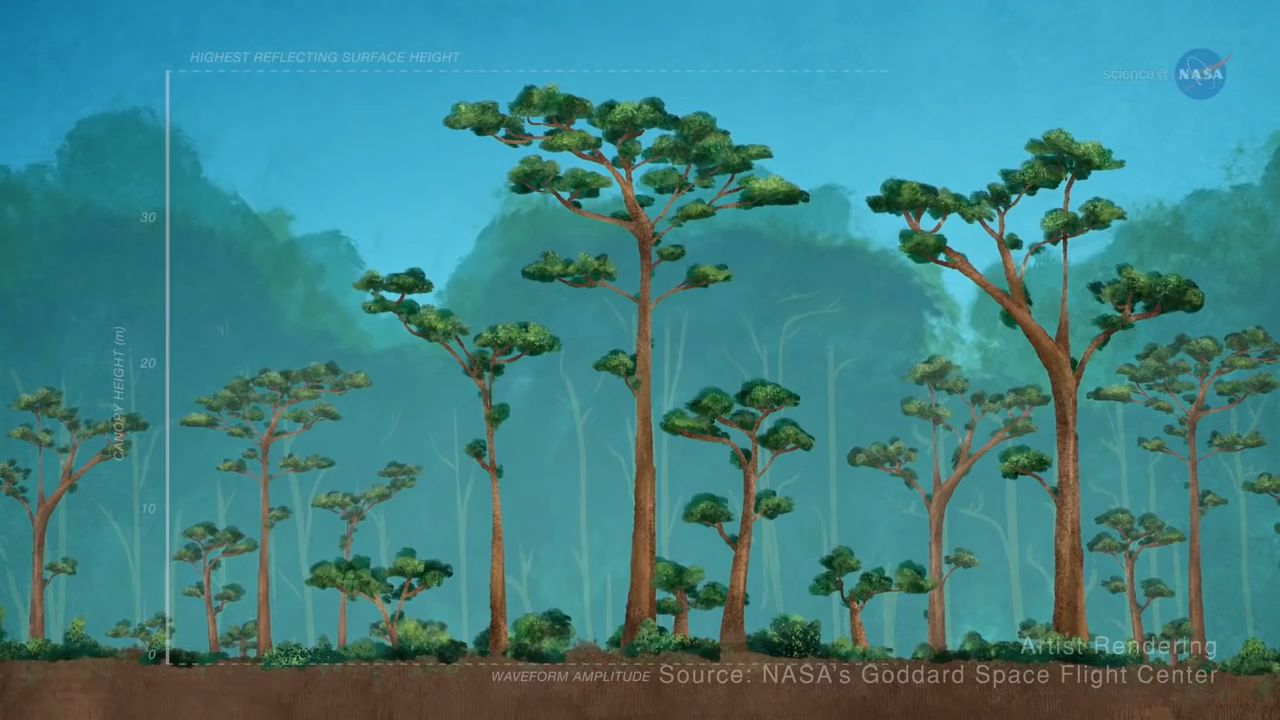 HIGHEST REFLECTING SURFACE HEIGHT
science @ NASA
30
CANOPY HEIGHT (m)
20
10
0
Artist Rendering
WAVEFORM AMPLITUDE
Source: NASA's Goddard Space Flight Center